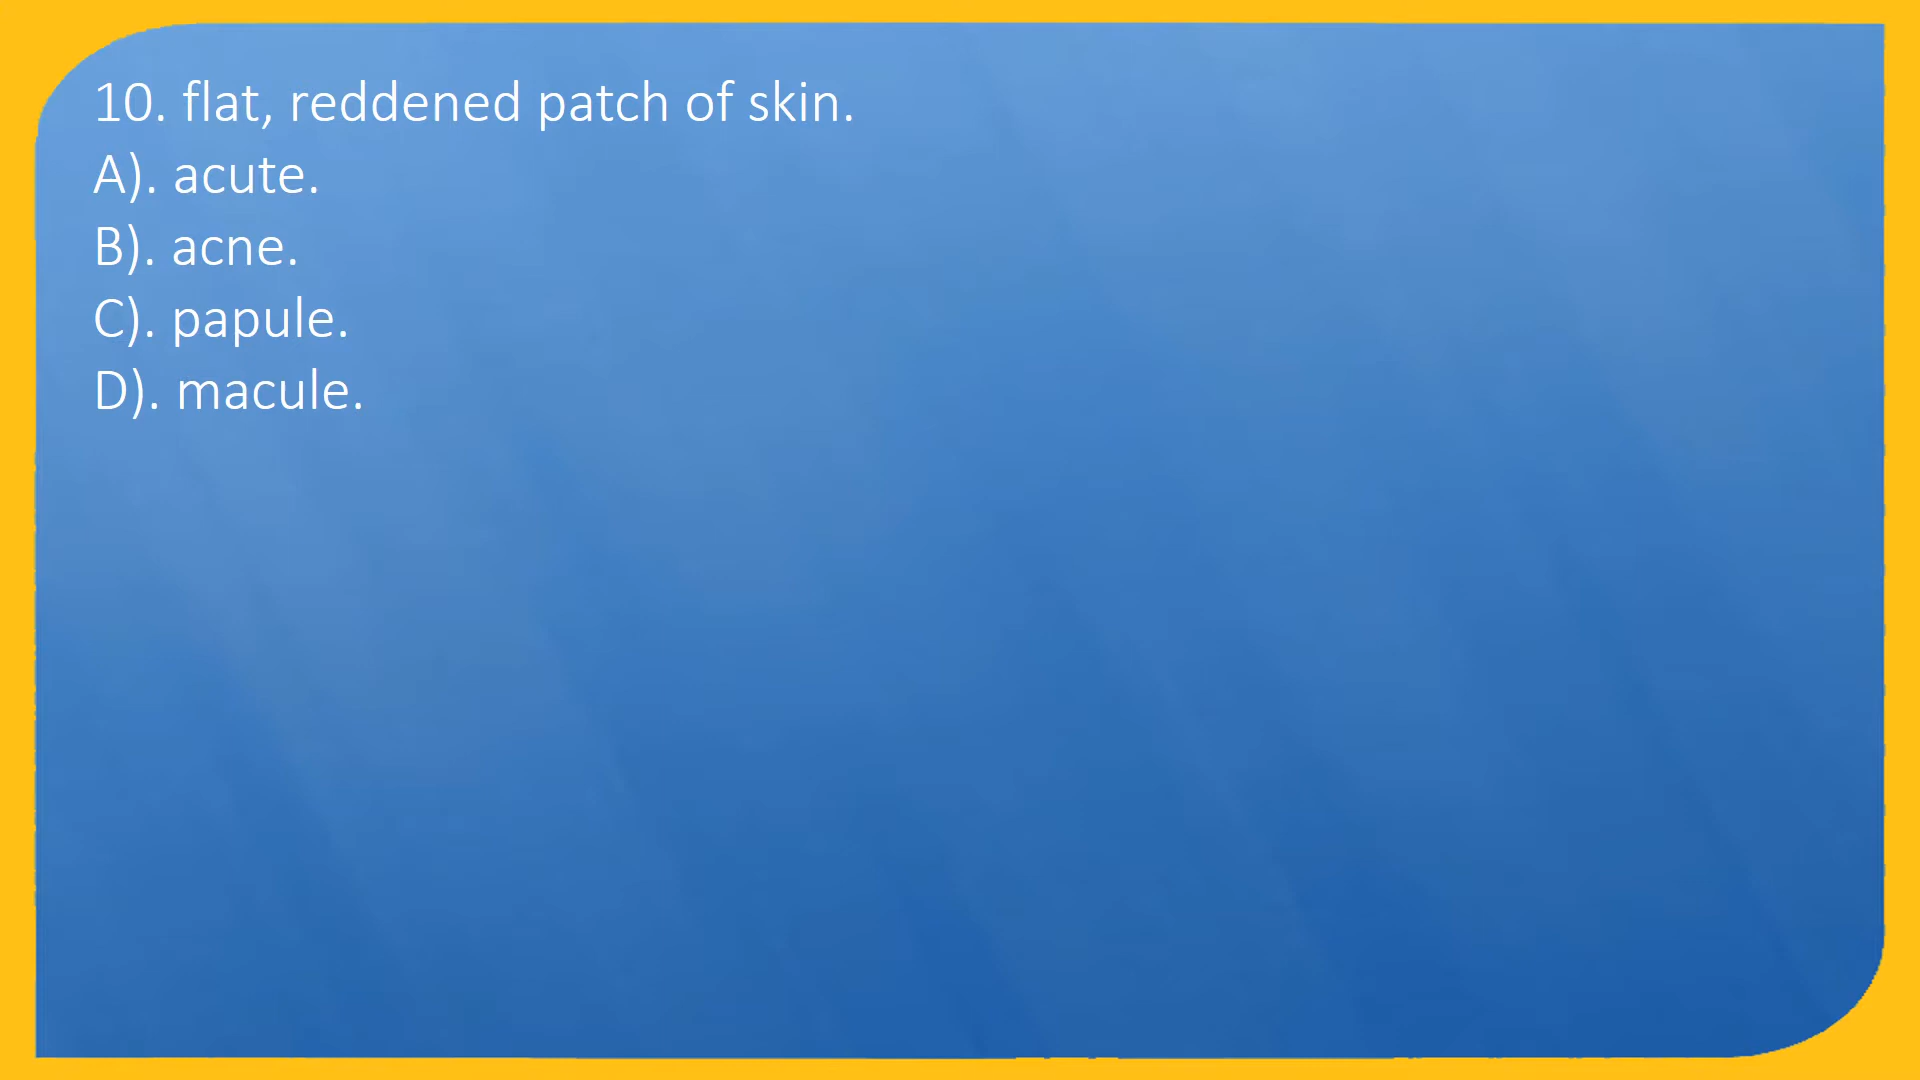 10. flat, reddened patch of skin.
A). acute.
B). acne.
C). papule.
D). macule.